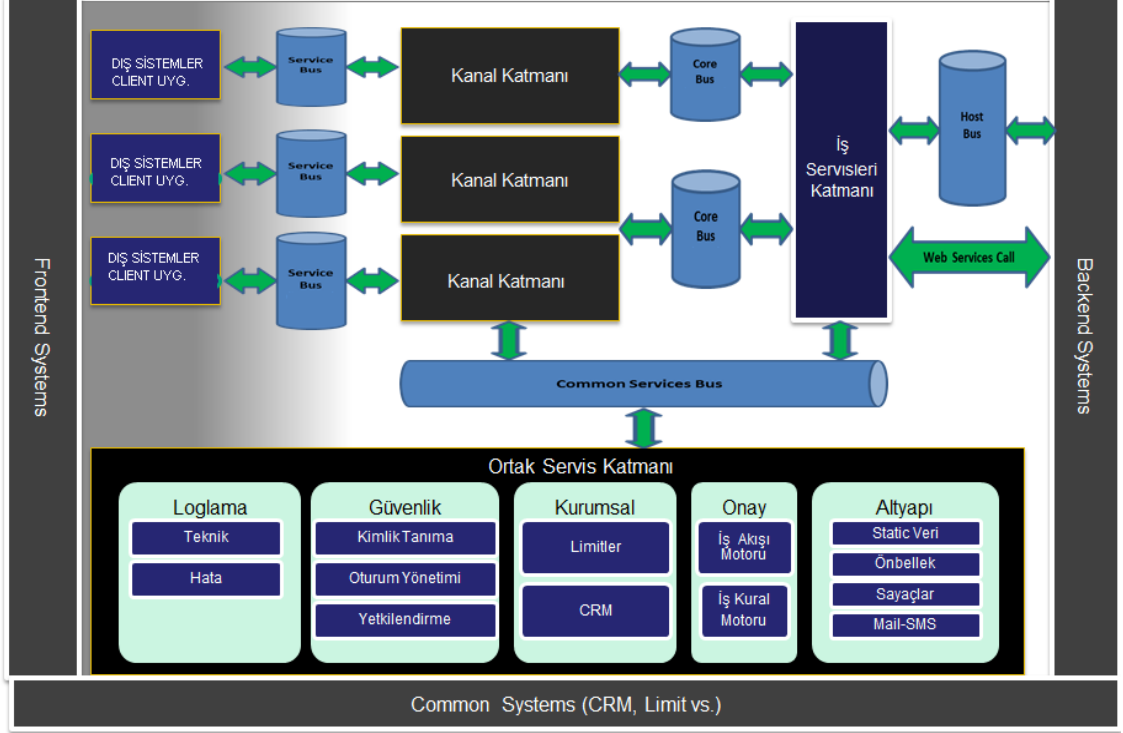 DIŞ SİSTEMLER
CLIENT UYG.
Service
Bus
Kanal Katmanı
Core
Bus
DIŞ SİSTEMLER
CLIENT UYG.
Service
Bus
Kanal Katmanı
Core
Bus
DIŞ SİSTEMLER
CLIENT UYG.
Service
Bus
Kanal Katmanı
İş
Servisleri
Katmanı
Host
Bus
Web Services Call
Frontend Systems
Backend Systems
Common Services Bus
Ortak Servis Katmanı
Loglama
Teknik
Hata
Güvenlik
Kimlik Tanıma
Oturum Yönetimi
Yetkilendirme
Kurumsal
Limitler
CRM
Onay
İş Akışı
Motoru
İş Kural
Motoru
Altyapı
Static Veri
Önbellek
Sayaçlar
Mail-SMS
Common Systems (CRM, Limit vs.)